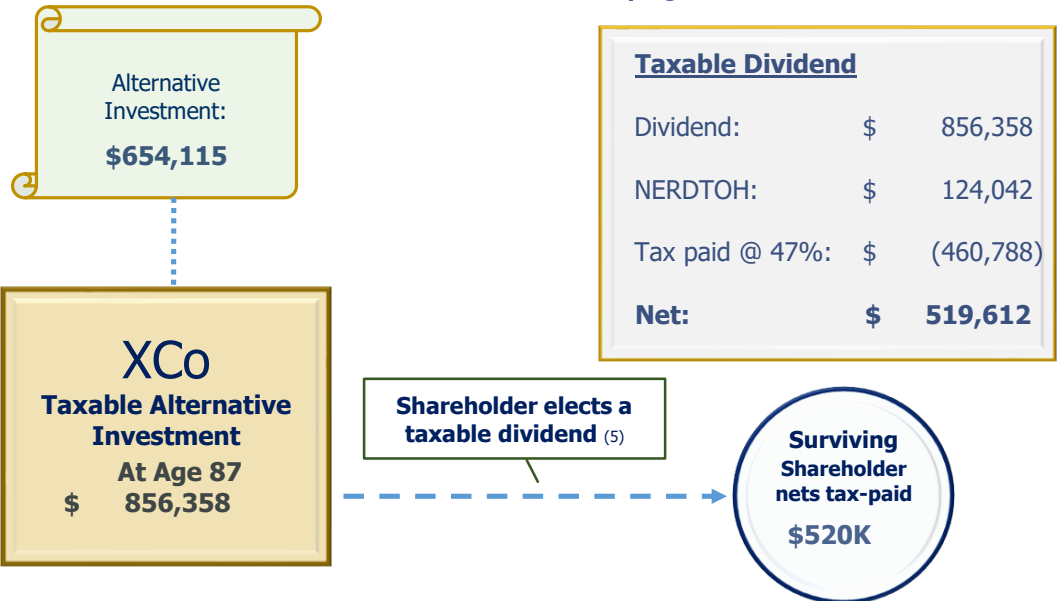 Alternative
Investment:
$654,115
Taxable Dividend
Dividend: $ 856,358
NERDTOH: $ 124,042
Tax paid @ 47%: $ (460,788)
Net: $ 519,612
XCo
Taxable Alternative
Investment
At Age 87
$ 856,358
Shareholder elects a
taxable dividend (5)
Surviving
Shareholder
nets tax-paid
$520K